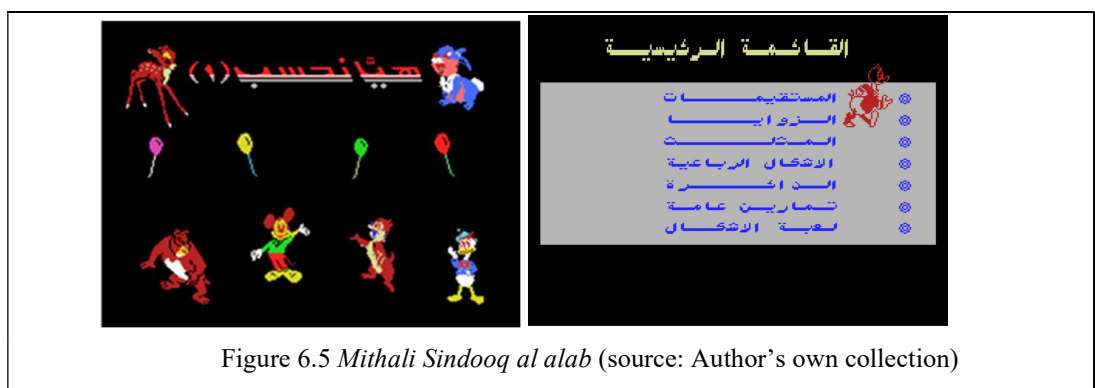 هيّا نحسب (١)
القائمة الرئيسية
المستقيمات
الزوايا
المثلث
الاشكال الرباعية
الدائرة
تمارين عامة
لعبة الاشكال
Figure 6.5 Mithali Sindooq al alab (source: Author's own collection)